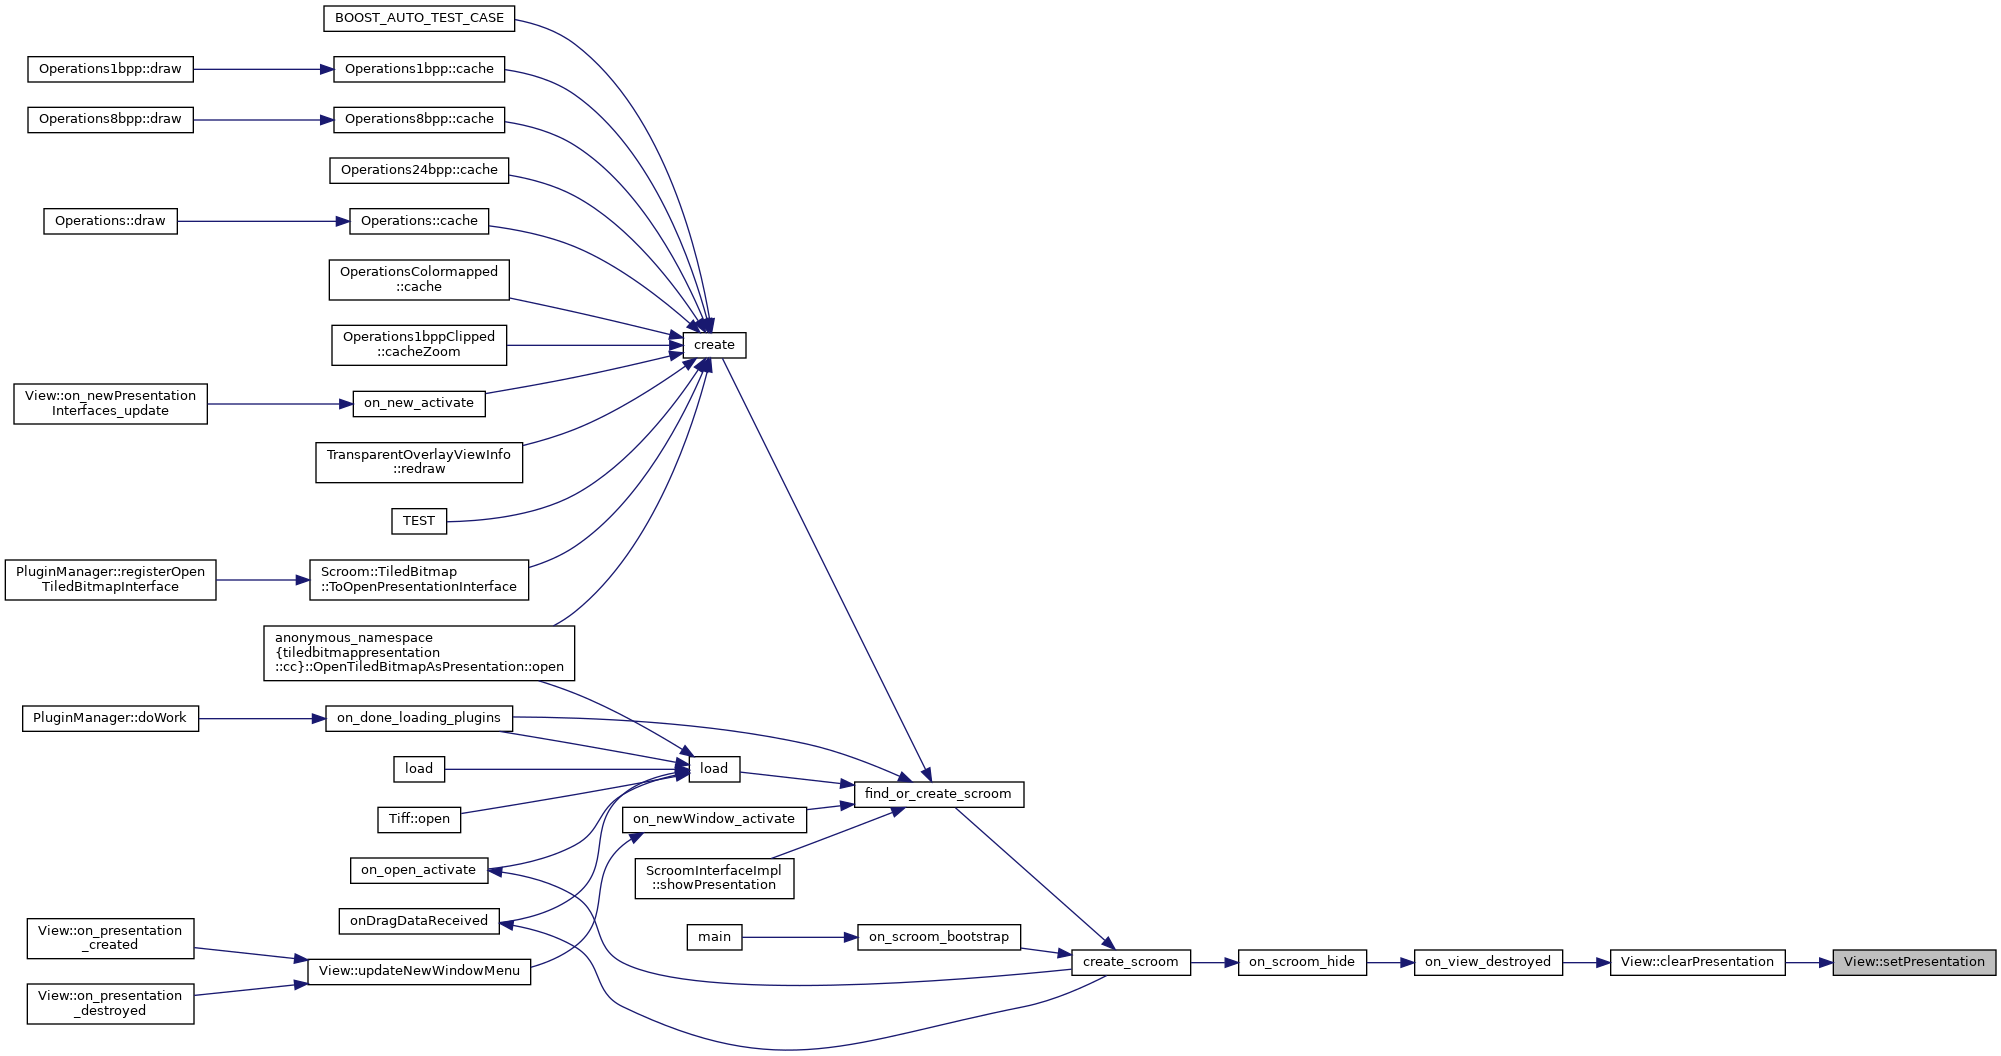 BOOST_AUTO_TEST_CASE
Operations1bpp::draw
Operations1bpp::cache
Operations8bpp::draw
Operations8bpp::cache
Operations24bpp::cache
Operations::draw
Operations::cache
OperationsColormapped
::cache
Operations1bppClipped
::cacheZoom
create
View::on_newPresentation
Interfaces_update
on_new_activate
TransparentOverlayViewInfo
::redraw
TEST
PluginManager::registerOpen
TiledBitmapInterface
Scroom::TiledBitmap
::ToOpenPresentationInterface
anonymous_namespace
{tiledbitmappresentation
::cc}::OpenTiledBitmapAsPresentation::open
PluginManager::doWork
on_done_loading_plugins
load
load
find_or_create_scroom
Tiff::open
on_newWindow_activate
on_open_activate
ScroomInterfaceImpl
::showPresentation
onDragDataReceived
View::on_presentation
_created
main
on_scroom_bootstrap
View::updateNewWindowMenu
create_scroom
on_scroom_hide
on_view_destroyed
View::clearPresentation
View::setPresentation
View::on_presentation
_destroyed